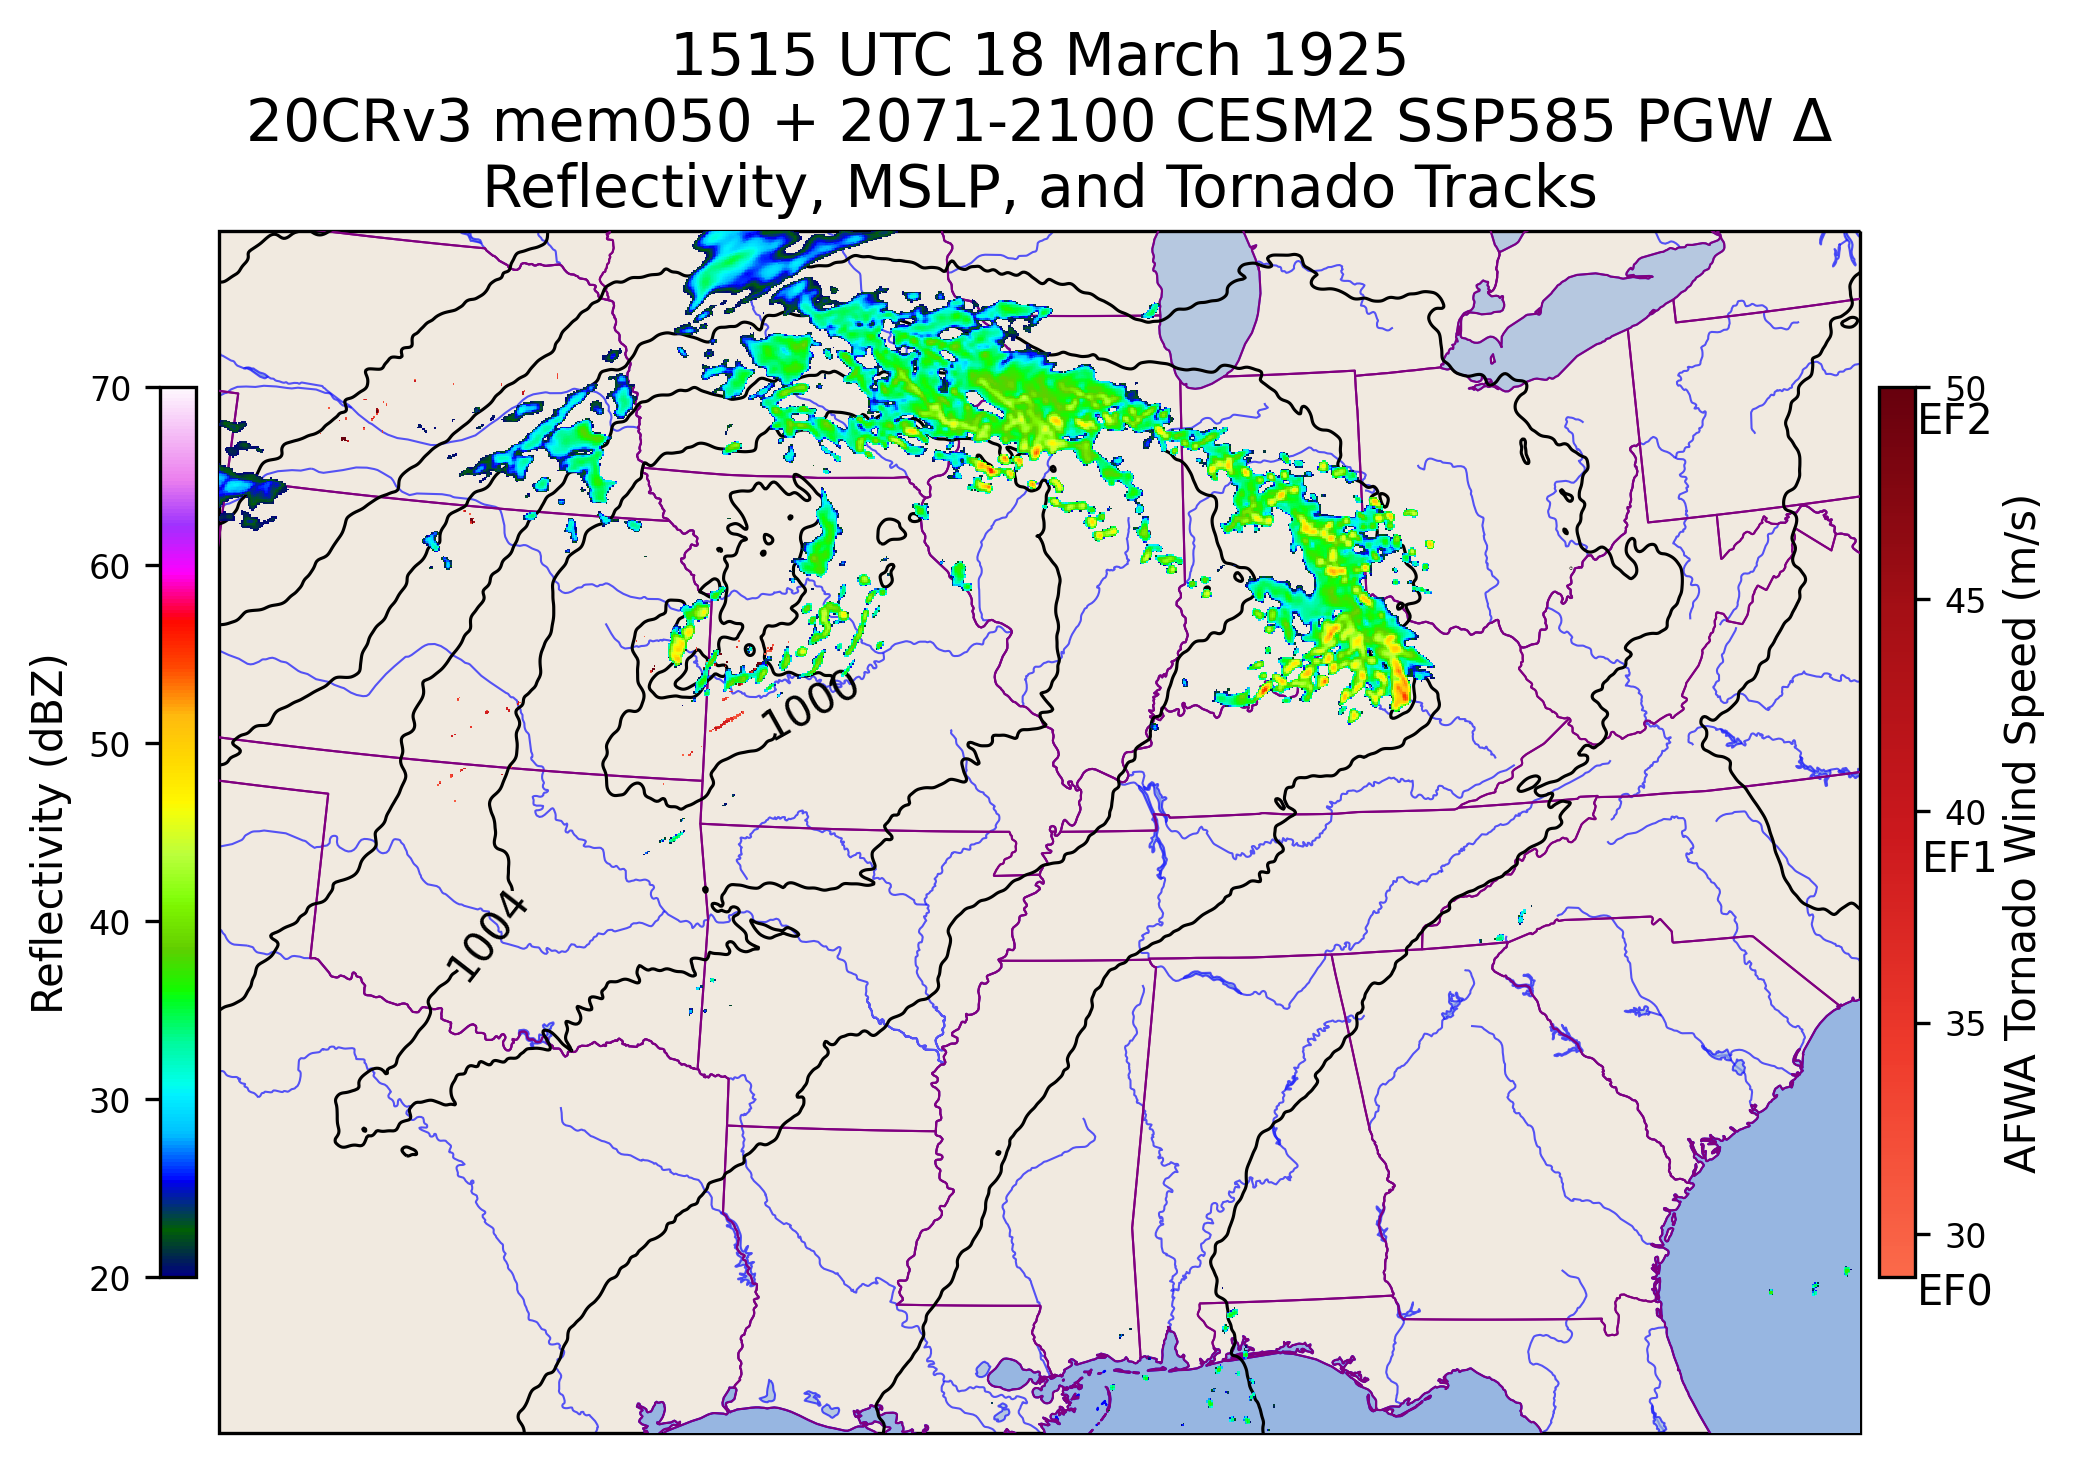 1515 UTC 18 March 1925
20CRv3 mem050 + 2071-2100 CESM2 SSP585 PGW Δ
Reflectivity, MSLP, and Tornado Tracks
Reflectivity (dBZ)
70
60
50
40
30
20
1000
1004
50
EF2
45
40
EF1
35
30
EF0
AFWA Tornado Wind Speed (m/s)